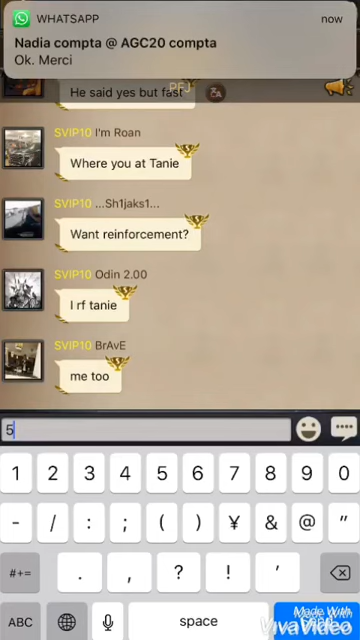 WHATSAPP
now
Nadia compta @ AGC20 compta
Ok. Merci
PFJ
He said yes but fast
SVIP10 I'm Roan
Where you at Tanie
SVIP10 ...Sh1jaks1...
Want reinforcement?
SVIP10 Odin 2.00
I rf tanie
SVIP10 BrAvE
me too
5
1 2 3 4 5 6 7 8 9 0
- / : ; ( ) ¥ & @ "
#+= . , ? ! ’
ABC space
Made With
VivaVideo